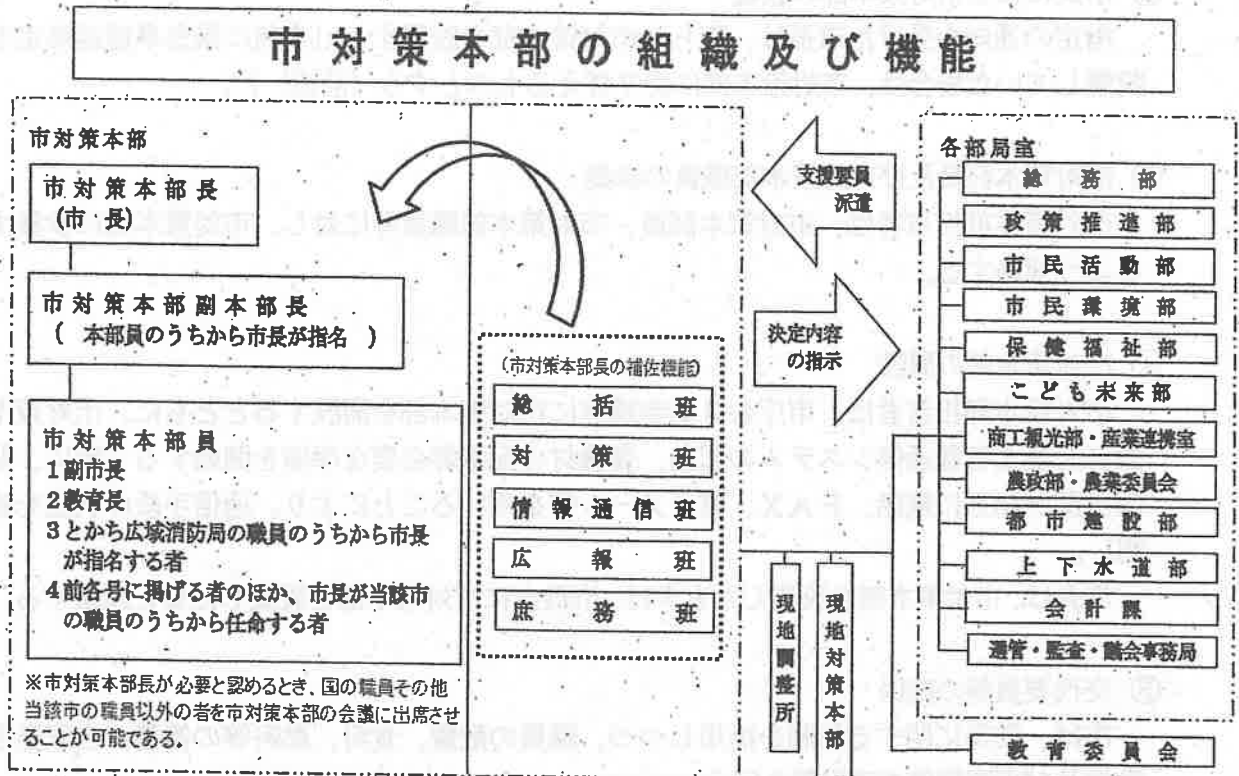 市対策本部の組織及び機能
市対策本部
市対策本部長
(市 長)
市対策本部副本部長
( 本部員のうちから市長が指名 )
市対策本部員
1副市長
2教育長
3とかち広域消防局の職員のうちから市長
が指名する者
4前各号に掲げる者のほか、市長が当該市
の職員のうちから任命する者
※市対策本部長が必要と認めるとき、国の職員その他
当該市の職員以外の者を市対策本部の会議に出席させ
ることが可能である。
(市対策本部長の補佐機能)
総括班
対策班
情報通信班
広報班
庶務班
支援要員
派遣
決定内容
の指示
現地調整所
現地対策本部
各部局室
総務部
政策推進部
市民活動部
市民環境部
保健福祉部
こども未来部
商工観光部・産業連携室
農政部・農業委員会
都市建設部
上下水道部
会計課
選管・監査・議会事務局
教育委員会